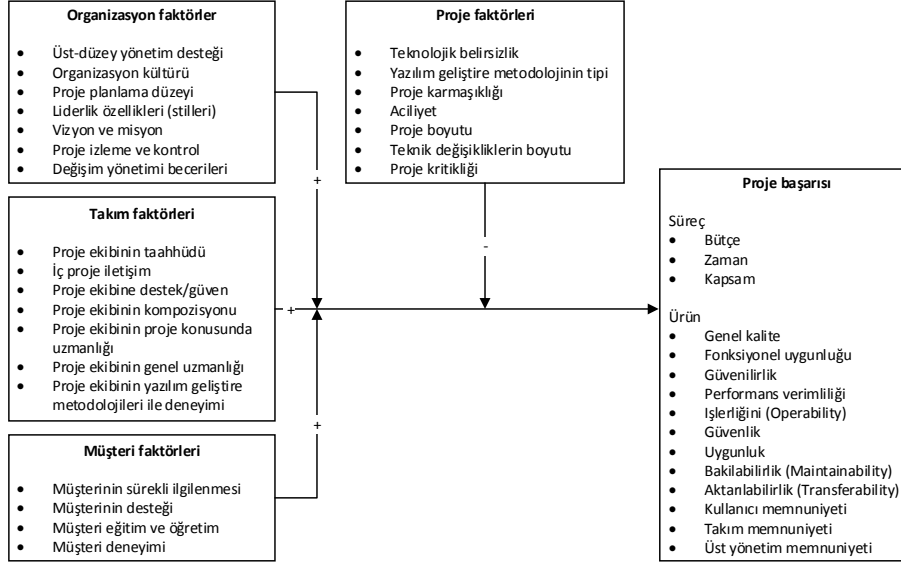 Organizasyon faktörler
• Üst-düzey yönetim desteği
• Organizasyon kültürü
• Proje planlama düzeyi
• Liderlik özellikleri (stilleri)
• Vizyon ve misyon
• Proje izleme ve kontrol
• Değişim yönetimi becerileri
+
Proje faktörleri
• Teknolojik belirsizlik
• Yazılım geliştire metodolojinin tipi
• Proje karmaşıklığı
• Aciliyet
• Proje boyutu
• Teknik değişikliklerin boyutu
• Proje kritikliği
-
Takım faktörleri
• Proje ekibinin taahhüdü
• İç proje iletişim
• Proje ekibine destek/güven
• Proje ekibinin kompozisyonu
• Proje ekibinin proje konusunda
uzmanlığı
• Proje ekibinin genel uzmanlığı
• Proje ekibinin yazılım geliştire
metodolojileri ile deneyimi
+
Müşteri faktörleri
• Müşterinin sürekli ilgilenmesi
• Müşterinin desteği
• Müşteri eğitim ve öğretim
• Müşteri deneyimi
+
Proje başarısı
Süreç
• Bütçe
• Zaman
• Kapsam
Ürün
• Genel kalite
• Fonksiyonel uygunluğu
• Güvenilirlik
• Performans verimliliği
• Işlerliğini (Operability)
• Güvenlik
• Uygunluk
• Bakilabilirlik (Maintainability)
• Aktarılabilirlik (Transferability)
• Kullanıcı memnuniyeti
• Takım memnuniyeti
• Üst yönetim memnuniyeti